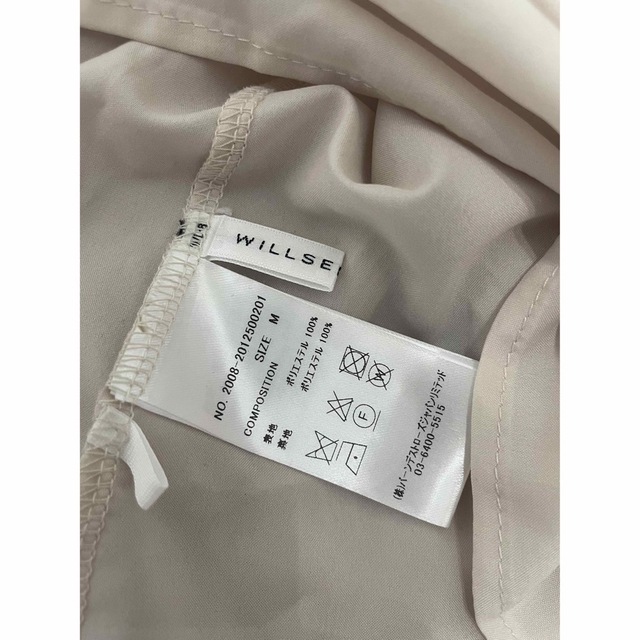 WILLSE
NO. 2008-2012500201
SIZE M
COMPOSITION
表地 ポリエステル 100%
裏地 ポリエステル 100%
F
W
(株)バーンデストローズジャパンリミテッド
03-6400-5515